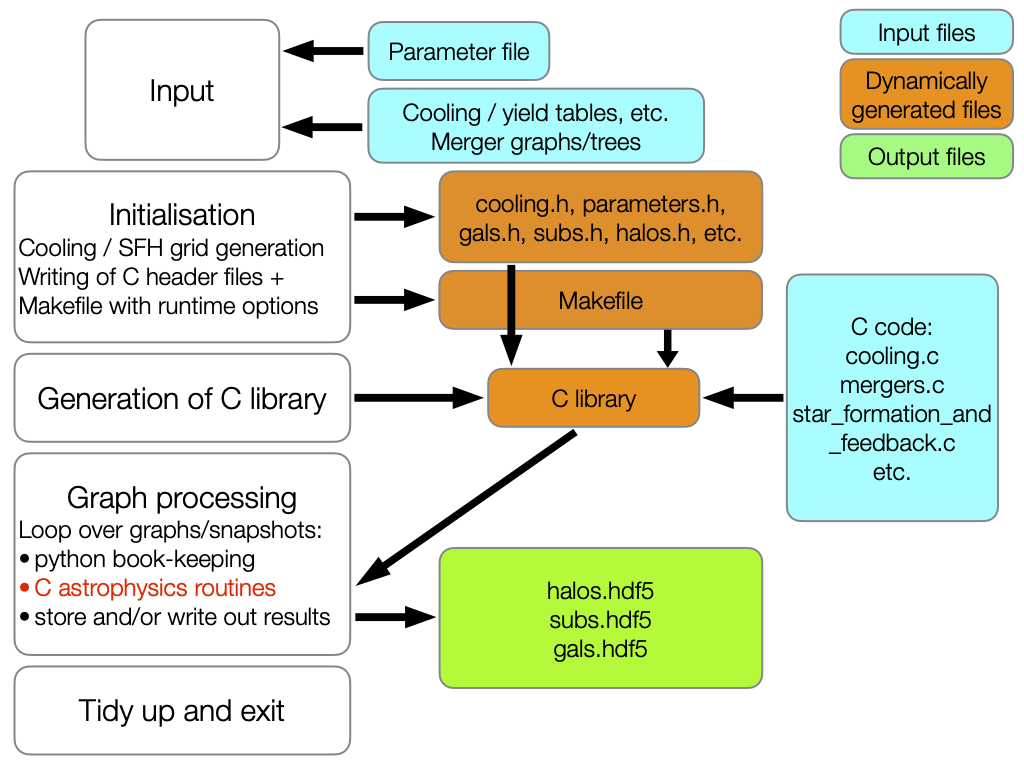 Input
Parameter file
Cooling / yield tables, etc.
Merger graphs/trees
Input files
Dynamically
generated files
Output files
Initialisation
Cooling / SFH grid generation
Writing of C header files +
Makefile with runtime options
cooling.h, parameters.h,
gals.h, subs.h, halos.h, etc.
Makefile
C code:
cooling.c
mergers.c
star_formation_and
_feedback.c
etc.
Generation of C library
C library
Graph processing
Loop over graphs/snapshots:
• python book-keeping
• C astrophysics routines
• store and/or write out results
halos.hdf5
subs.hdf5
gals.hdf5
Tidy up and exit